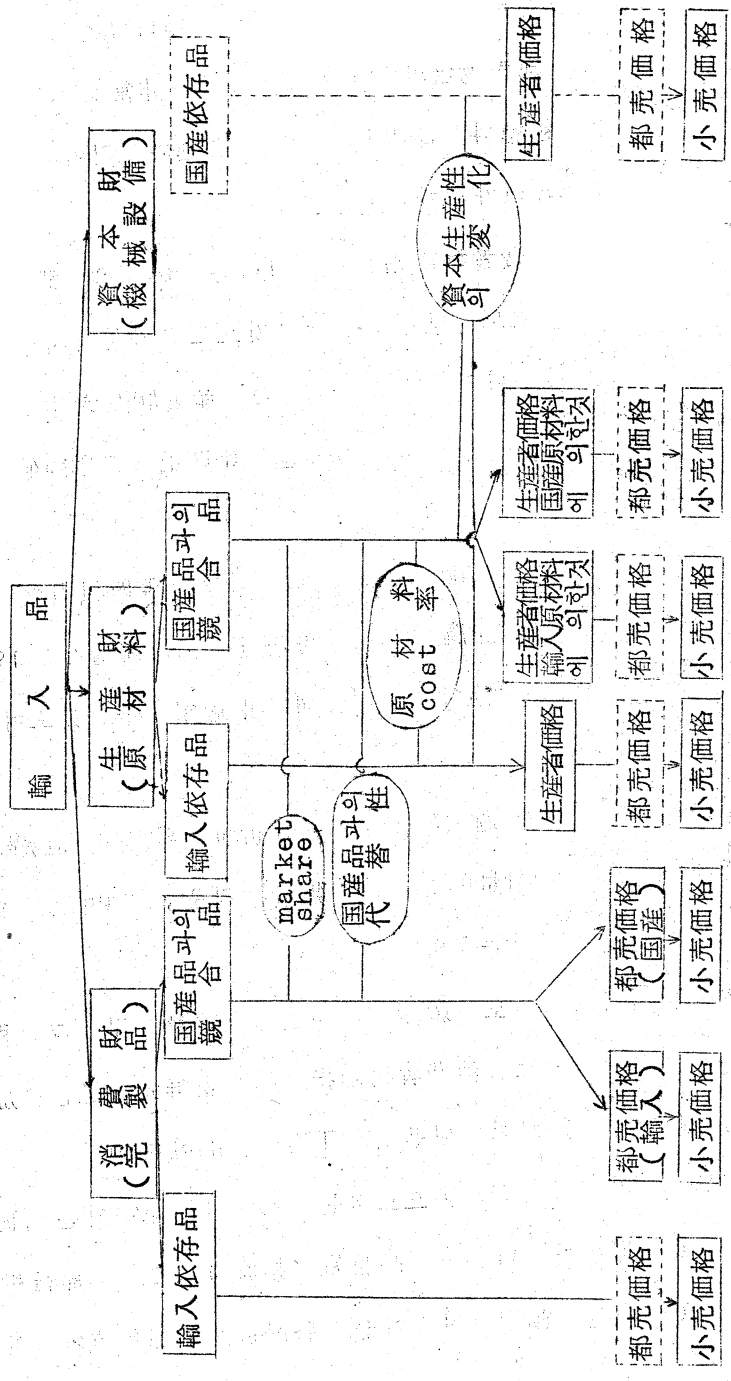 輸入品
消費財
(完製品)
生産財
(原材料)
資本財
(機械設備)
輸入依存品
国産品과의
競合品
輸入依存品
国産品과의
競合品
国産依存品
market
share
国産品과의
代替性
原材料
cost率
資本生産性
의変化
生産者価格
生産者価格
輸入原材料
에의한것
生産者価格
国産原材料
에의한것
生産者価格
都売価格
都売価格
(輸入)
都売価格
(国産)
都売価格
都売価格
都売価格
都売価格
小売価格
小売価格
小売価格
小売価格
小売価格
小売価格
小売価格